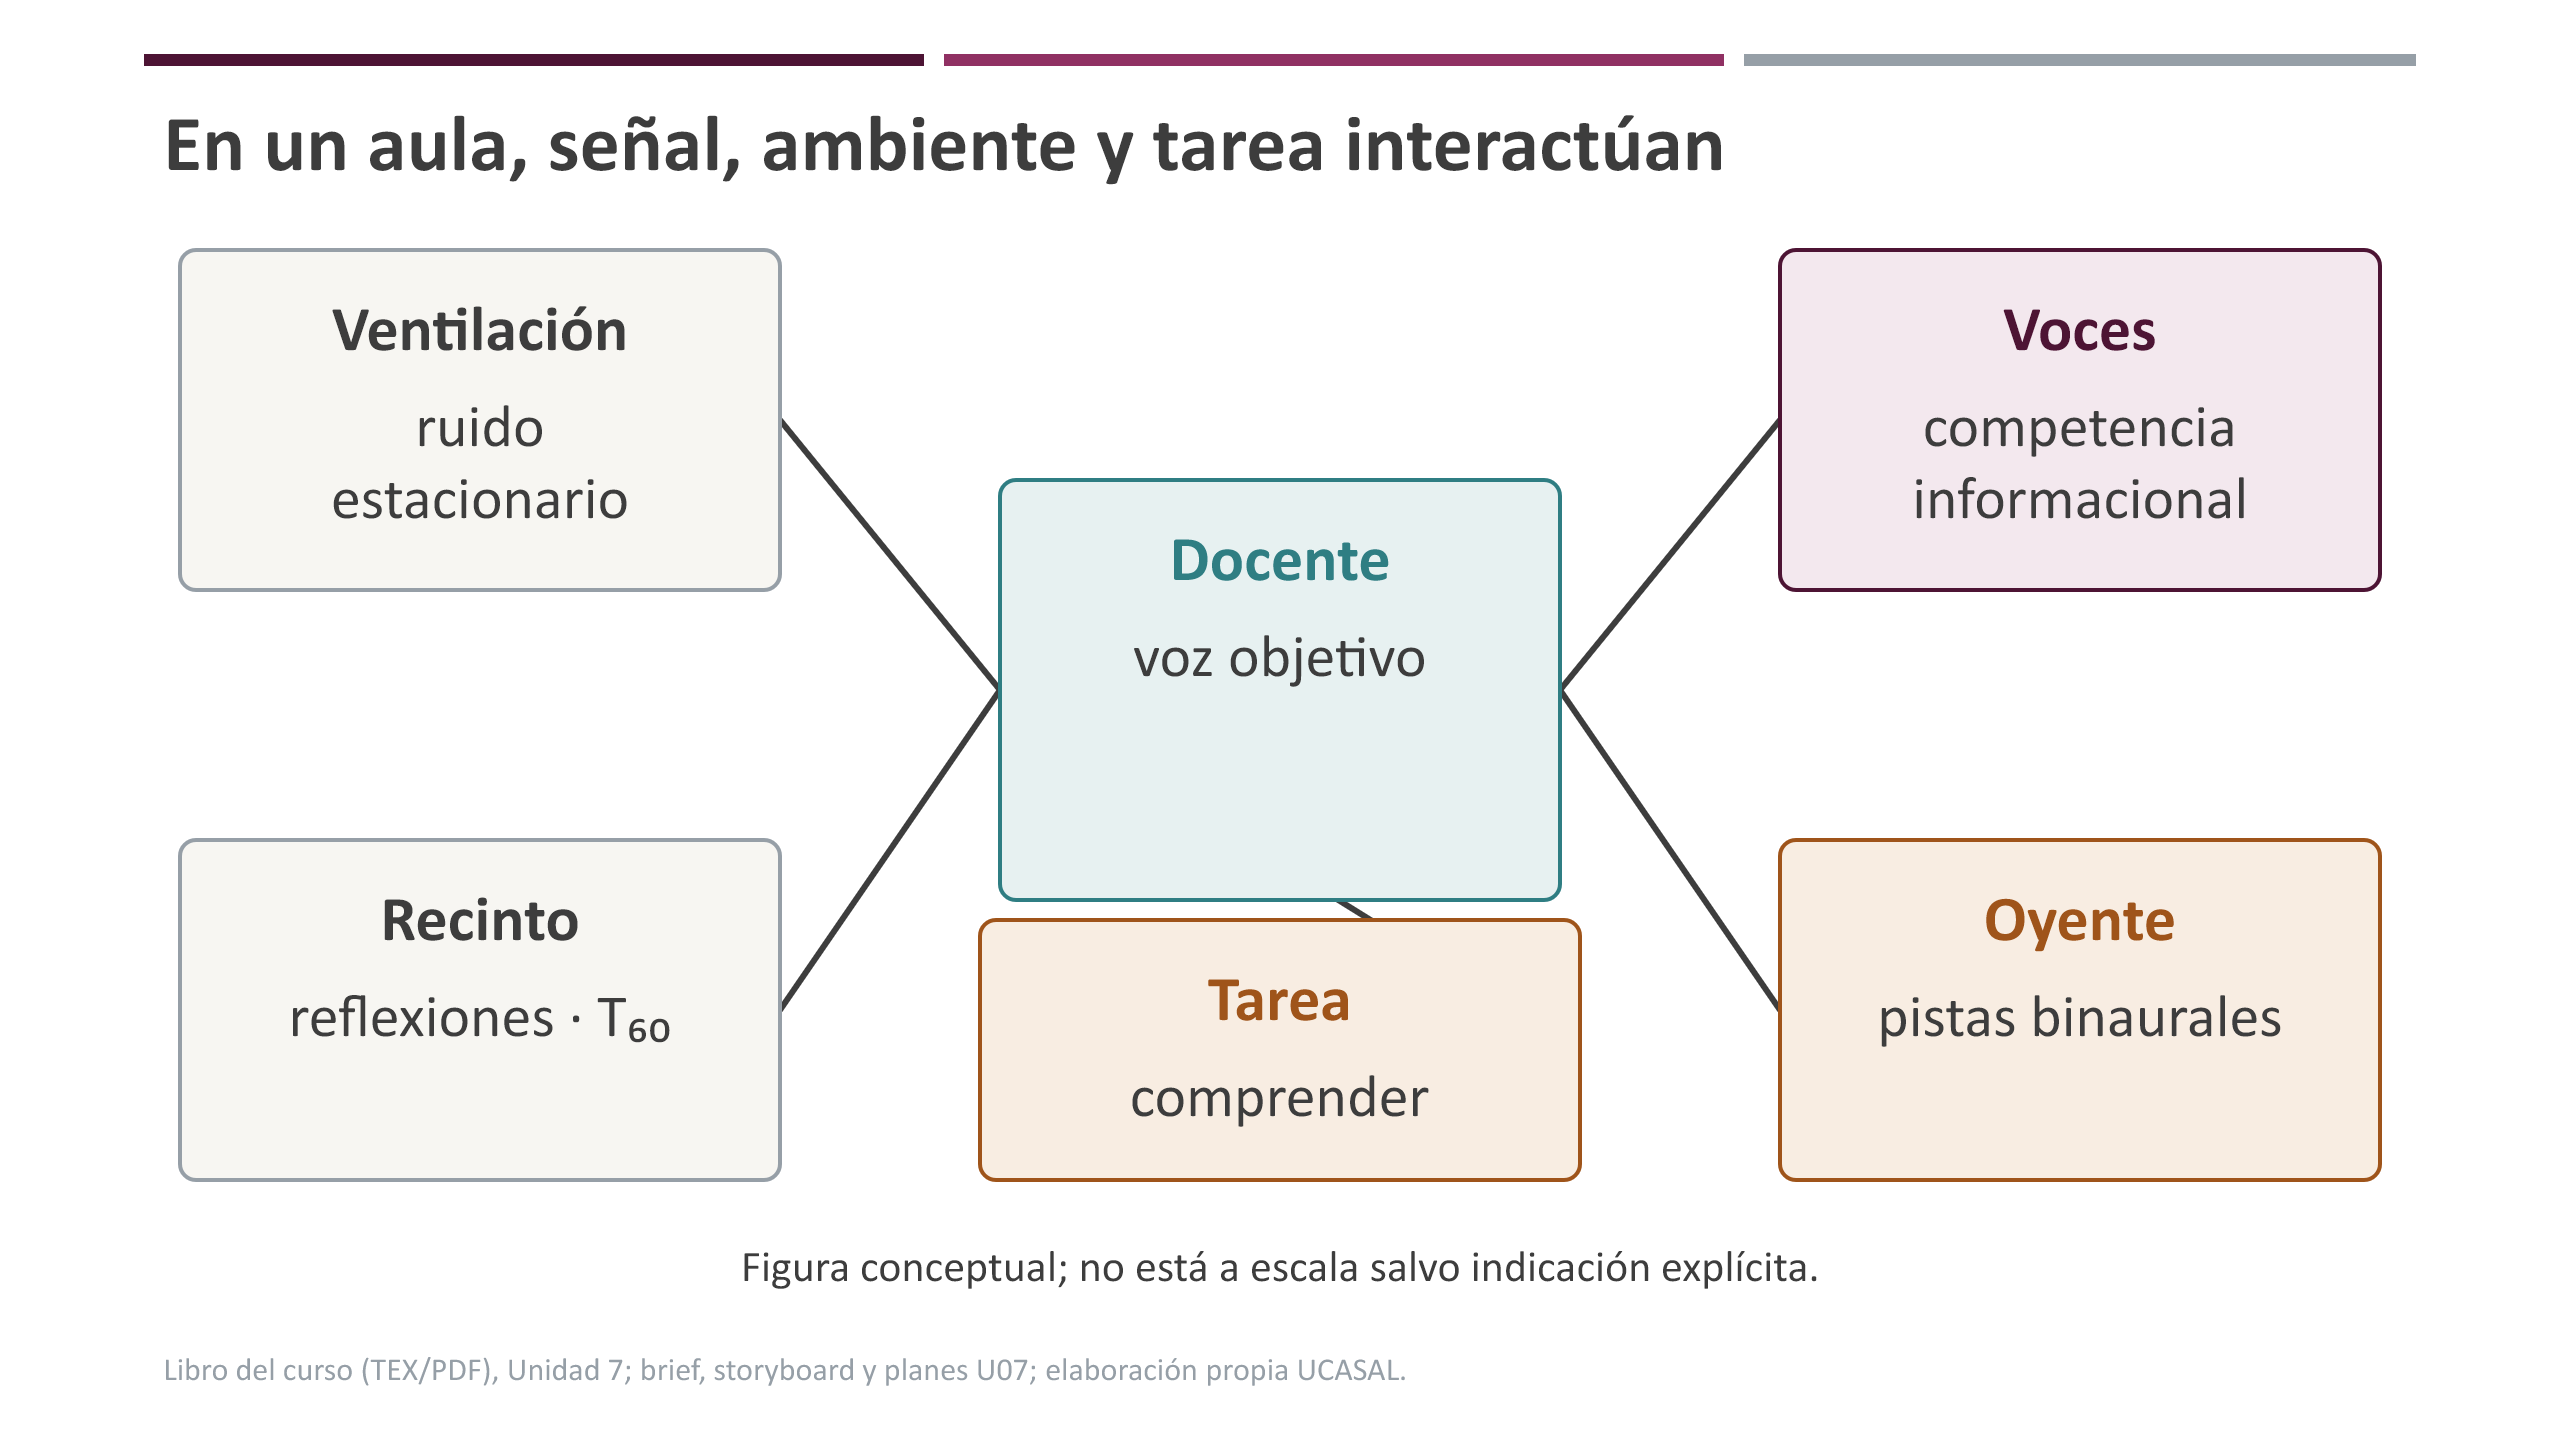 En un aula, señal, ambiente y tarea interactúan
Ventilación
ruido
estacionario
Voces
competencia
informacional
Docente
voz objetivo
Recinto
reflexiones · T₆₀
Tarea
comprender
Oyente
pistas binaurales
Figura conceptual; no está a escala salvo indicación explícita.
Libro del curso (TEX/PDF), Unidad 7; brief, storyboard y planes U07; elaboración propia UCASAL.